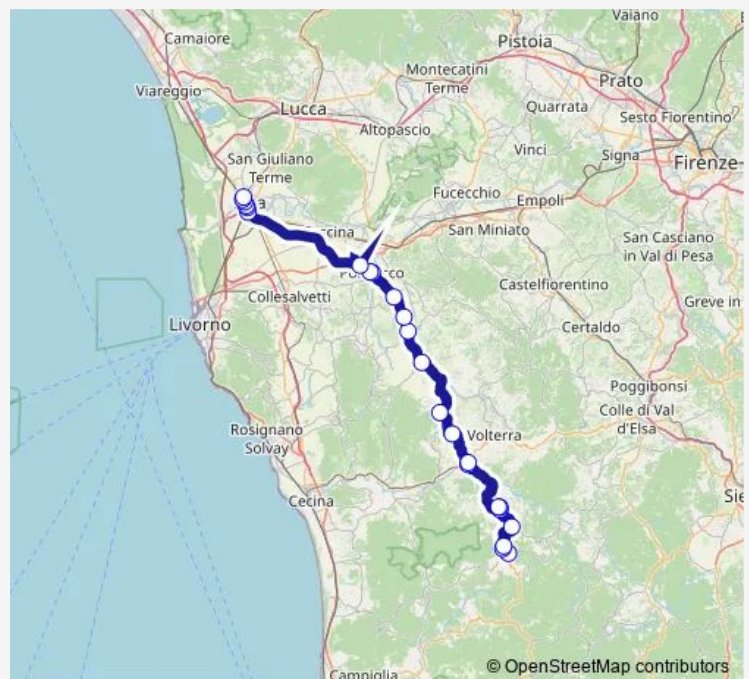 Vaiano
Camaiore
Pistoia
Montecatini
Terme
Prato
Viareggio
Quarrata
Lucca
Sesto Fiorentino
Altopascio
Vinci
Signa
Firenze
San Giuliano
Terme
Fucecchio
Empoli
San Miniato
San Casciano
in Val di Pesa
Collesalvetti
Castelfiorentino
Greve in
Livorno
Certaldo
Poggibonsi
Colle di Val
d'Elsa
Rosignano
Solvay
Volterra
Sie
Cecina
Campiglia
© OpenStreetMap contributors